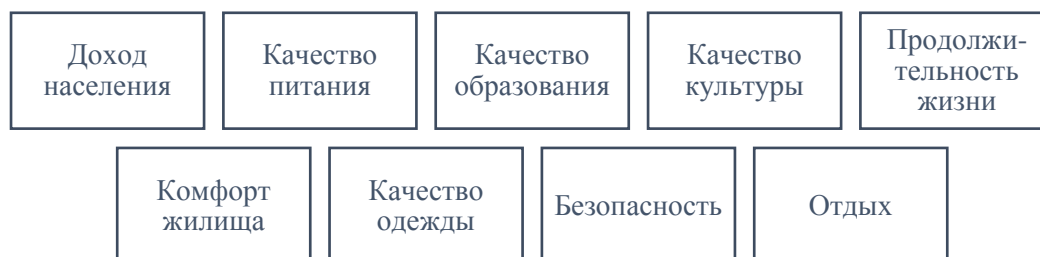 Доход
населения
Качество
питания
Качество
образования
Качество
культуры
Продолжи-
тельность
жизни
Комфорт
жилища
Качество
одежды
Безопасность
Отдых